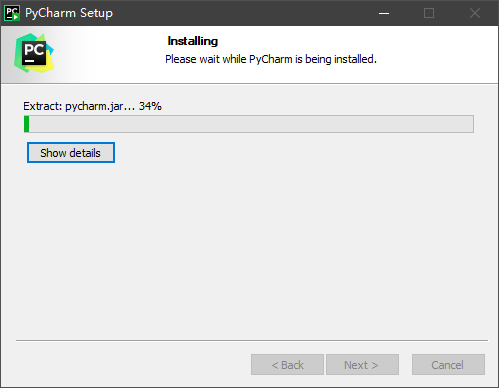 PC PyCharm Setup
PC
Installing
Please wait while PyCharm is being installed.
Extract: pycharm.jar... 34%
Show details
< Back
Next >
Cancel